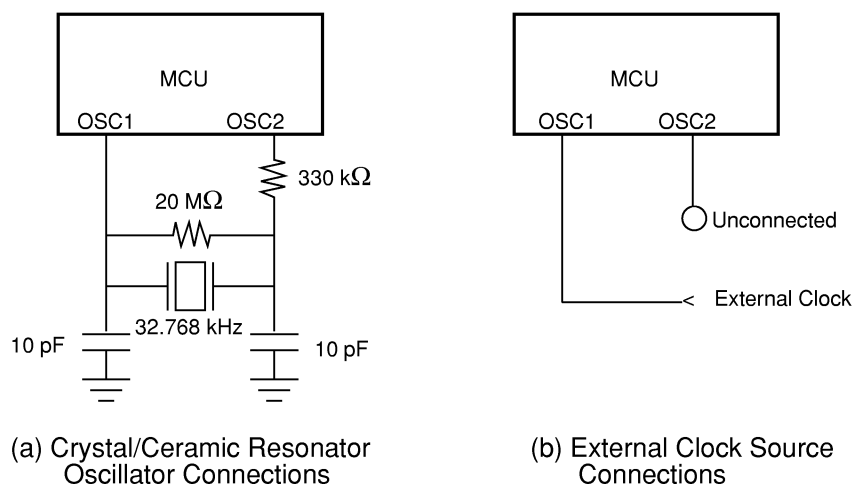 MCU
OSC1 OSC2
330 kΩ
20 MΩ
32.768 kHz
10 pF
10 pF
(a) Crystal/Ceramic Resonator
Oscillator Connections
MCU
OSC1 OSC2
Unconnected
< External Clock
(b) External Clock Source
Connections